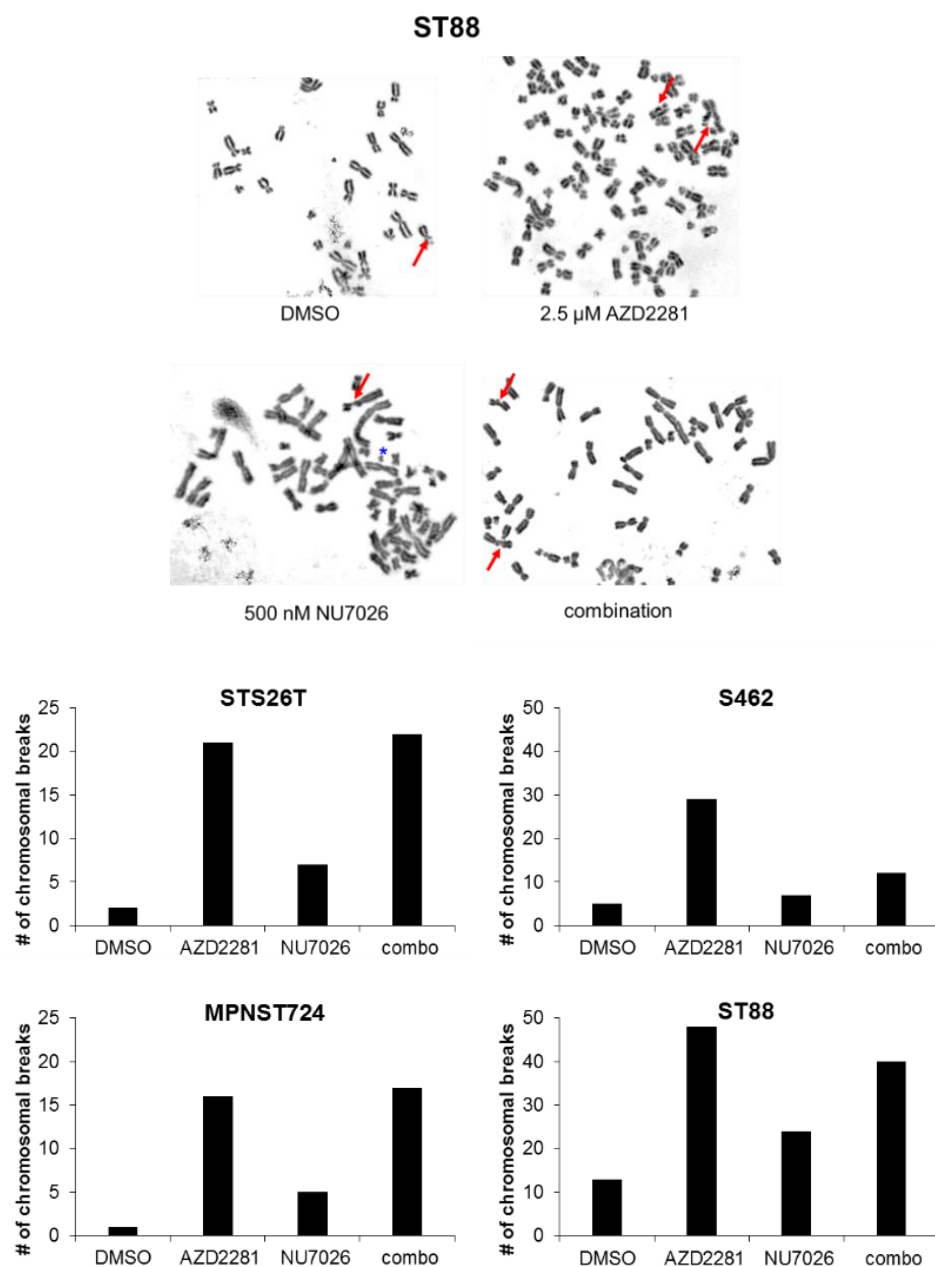 ST88
DMSO
2.5 µM AZD2281
*
500 nM NU7026
combination
STS26T
# of chromosomal breaks
25
20
15
10
5
0
DMSO AZD2281 NU7026 combo
S462
# of chromosomal breaks
50
40
30
20
10
0
DMSO AZD2281 NU7026 combo
MPNST724
# of chromosomal breaks
25
20
15
10
5
0
DMSO AZD2281 NU7026 combo
ST88
# of chromosomal breaks
50
40
30
20
10
0
DMSO AZD2281 NU7026 combo